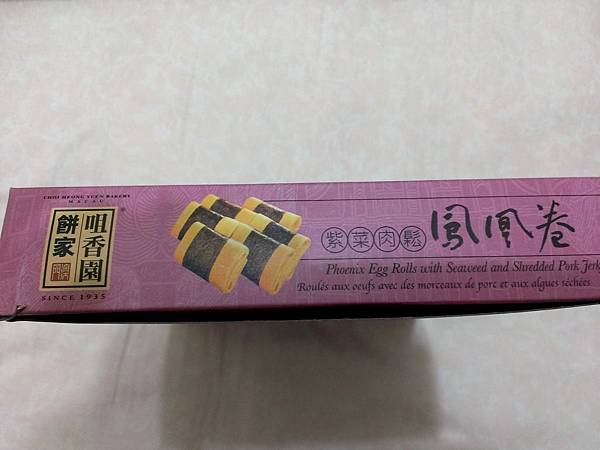 CHOI HEONG YUEN BAKERY
MACAU
咀香園
餅家
SINCE 1935
紫菜肉鬆
鳳凰卷
Phoenix Egg Rolls with Seaweed and Shredded Pork Jerk
Roulés aux oeufs avec des morceaux de porc et aux algues séchées